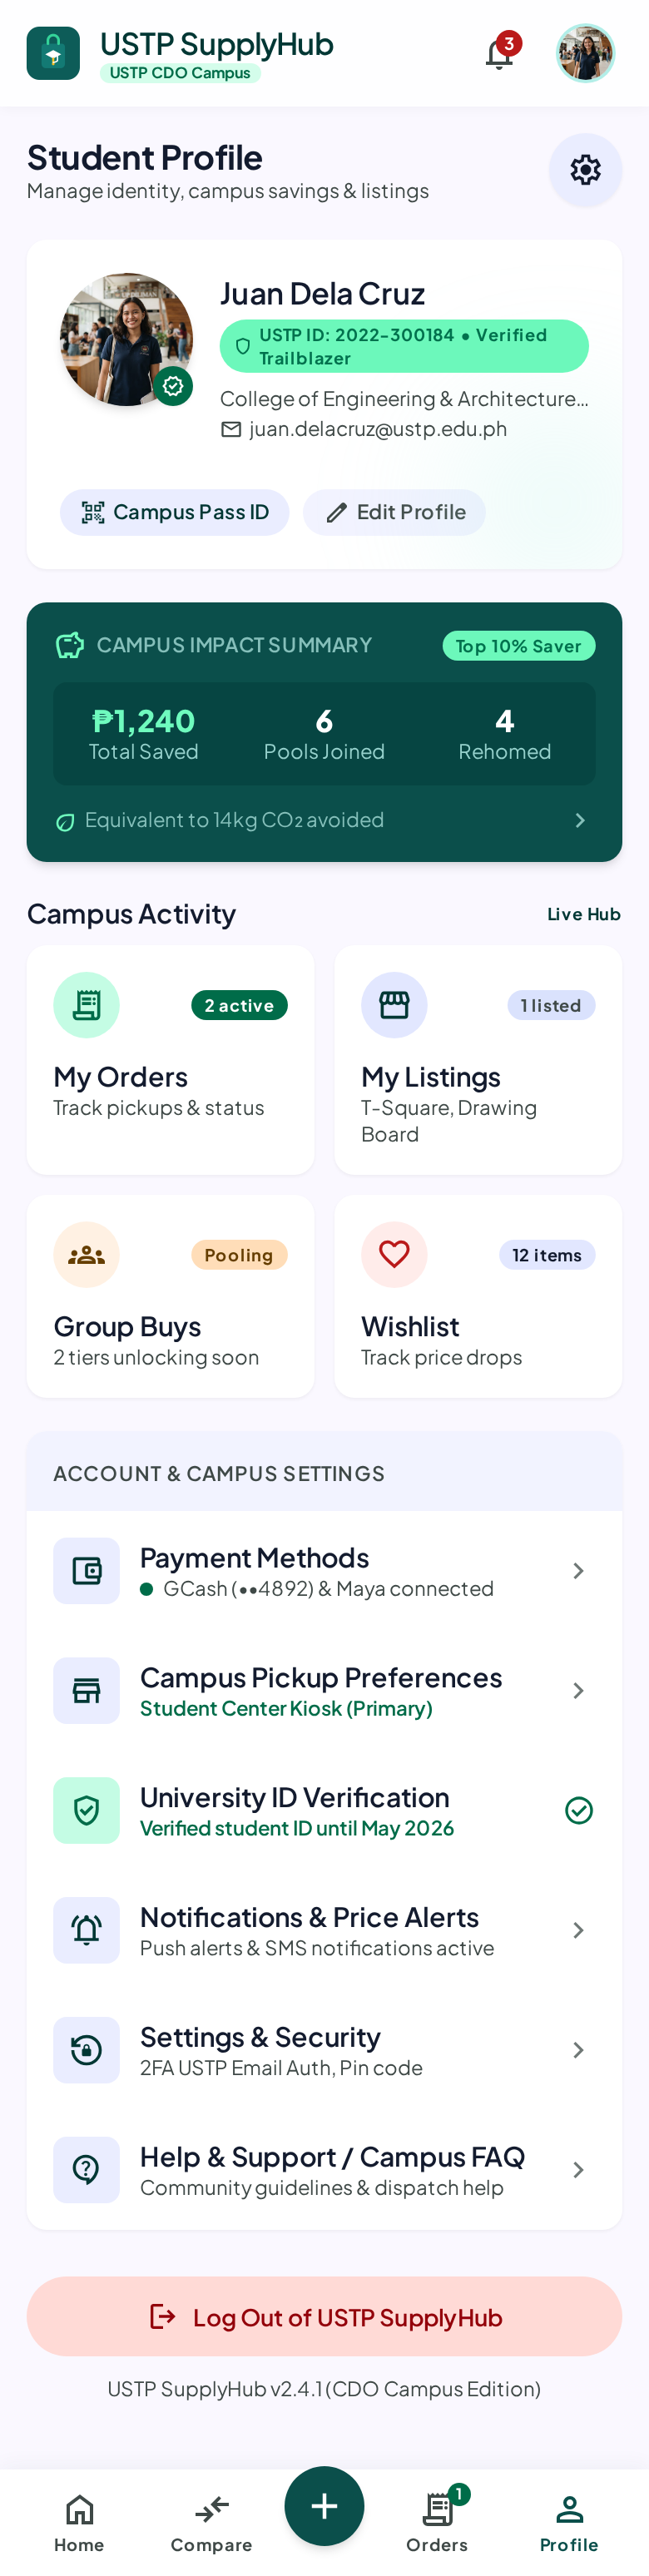 USTP SupplyHub
USTP CDO Campus
3
Student Profile
Manage identity, campus savings & listings
Juan Dela Cruz
USTP ID: 2022-300184 • Verified
Trailblazer
College of Engineering & Architecture...
juan.delacruz@ustp.edu.ph
Campus Pass ID
Edit Profile
CAMPUS IMPACT SUMMARY
Top 10% Saver
₱1,240
6
4
Total Saved
Pools Joined
Rehomed
Equivalent to 14kg CO₂ avoided
Campus Activity
Live Hub
2 active
My Orders
Track pickups & status
1 listed
My Listings
T-Square, Drawing
Board
Pooling
Group Buys
2 tiers unlocking soon
12 items
Wishlist
Track price drops
ACCOUNT & CAMPUS SETTINGS
Payment Methods
GCash (••4892) & Maya connected
Campus Pickup Preferences
Student Center Kiosk (Primary)
University ID Verification
Verified student ID until May 2026
Notifications & Price Alerts
Push alerts & SMS notifications active
Settings & Security
2FA USTP Email Auth, Pin code
Help & Support / Campus FAQ
Community guidelines & dispatch help
Log Out of USTP SupplyHub
USTP SupplyHub v2.4.1 (CDO Campus Edition)
Home
Compare
1
Orders
Profile